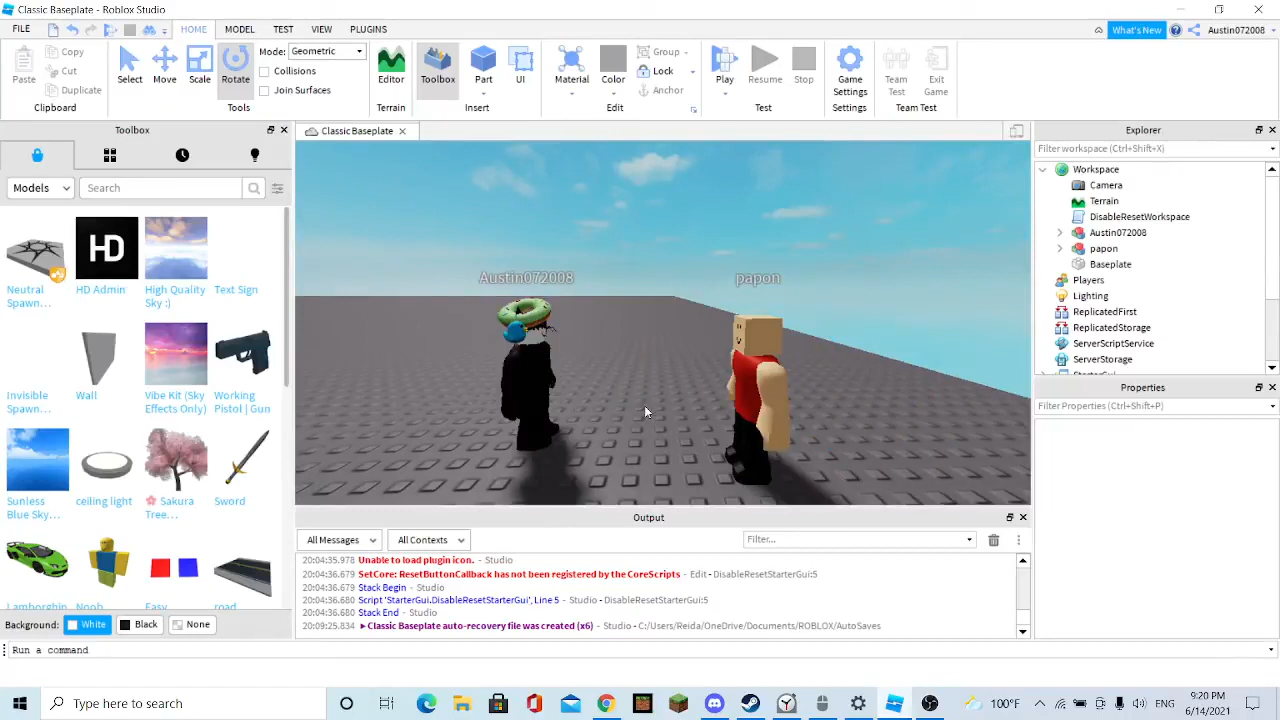 Classic Baseplate - Roblox Studio
FILE HOME MODEL TEST VIEW PLUGINS What's New Austin072008
Paste Copy Cut Duplicate Clipboard
Select Move Scale Rotate Mode: Geometric Collisions Join Surfaces Tools
Editor Terrain
Toolbox Part UI Insert
Material Color Group Lock Anchor Edit
Play Resume Stop Test
Game Settings Settings
Team Test Exit Game Team Test
Toolbox
Models Search
Neutral Spawn...
HD Admin
High Quality Sky :)
Text Sign
HD
Invisible Spawn...
Wall
Vibe Kit (Sky Effects Only)
Working Pistol | Gun
Sunless Blue Sky...
ceiling light
🌸 Sakura Tree...
Sword
Lamborghin
Noob
Easy
road
Background: White Black None
Classic Baseplate
Austin072008
papon
Output
All Messages All Contexts Filter...
20:04:35.978 Unable to load plugin icon. - Studio
20:04:36.679 SetCore: ResetButtonCallback has not been registered by the CoreScripts - Edit - DisableResetStarterGui:5
20:04:36.679 Stack Begin - Studio
20:04:36.680 Script 'StarterGui.DisableResetStarterGui', Line 5 - Studio - DisableResetStarterGui:5
20:04:36.680 Stack End - Studio
20:09:25.834 ►Classic Baseplate auto-recovery file was created (x6) - Studio - C:/Users/Reida/OneDrive/Documents/ROBLOX/AutoSaves
Explorer
Filter workspace (Ctrl+Shift+X)
Workspace
Camera
Terrain
DisableResetWorkspace
Austin072008
papon
Baseplate
Players
Lighting
ReplicatedFirst
ReplicatedStorage
ServerScriptService
ServerStorage
StarterGui
Properties
Filter Properties (Ctrl+Shift+P)
Run a command
Type here to search
100°F
ENG
9:20 PM
6/14/2021